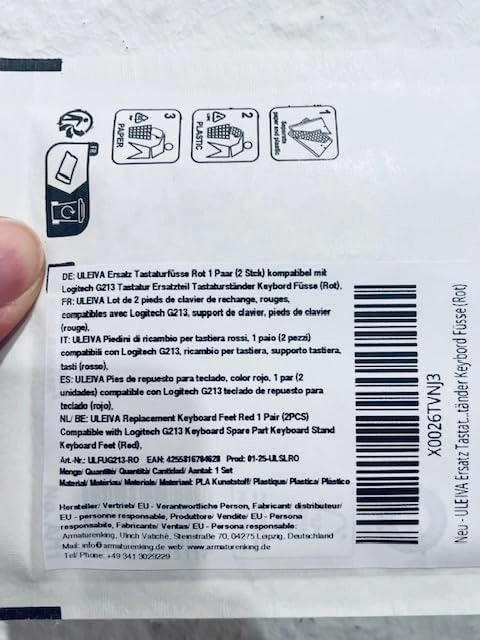 1
Separate
paper and plastic
2
PLASTIC
3
PAPER
FR
DE: ULEIVA Ersatz Tastaturfüsse Rot 1 Paar (2 Stck) kompatibel mit
Logitech G213 Tastatur Ersatzteil Tastaturständer Keybord Füsse (Rot),
FR: ULEIVA Lot de 2 pieds de clavier de rechange, rouges,
compatibles avec Logitech G213, support de clavier, pieds de clavier
(rouge),
IT: ULEIVA Piedini di ricambio per tastiera rossi, 1 paio (2 pezzi)
compatibili con Logitech G213, ricambio per tastiera, supporto tastiera,
tasti (rosso),
ES: ULEIVA Pies de repuesto para teclado, color rojo, 1 par (2
unidades) compatible con Logitech G213 teclado de repuesto para
teclado (rojo),
NL/ BE: ULEIVA Replacement Keyboard Feet Red 1 Pair (2PCS)
Compatible with Logitech G213 Keyboard Spare Part Keyboard Stand
Keyboard Feet (Red),
Art.-Nr.: ULFUG213-RO EAN: 4255816784628 Prod: 01-25-ULSLRO
Menge/ Quantité/ Quantità/ Cantidad/ Aantal: 1 Set
Material/ Matériau/ Materiale/ Materiaal: PLA Kunststoff/ Plastique/ Plastica/ Plástico
Hersteller/ Vertrieb/ EU - Verantwortliche Person, Fabricant/ distributeur/
EU - personne responsable, Produttore/ Vendite/ EU - Persona
responsabile, Fabricante/ Ventas/ EU - Persona responsable:
Armaturenking, Ulrich Vabché, Steinstraße 70, 04275 Leipzig, Deutschland
Mail: info@armaturenking.de web: www.armaturenking.de
Tel/ Phone: +49 341 3029229
X0026TVNJ3
Neu - ULEIVA Ersatz Tastat...tänder Keybord Füsse (Rot)